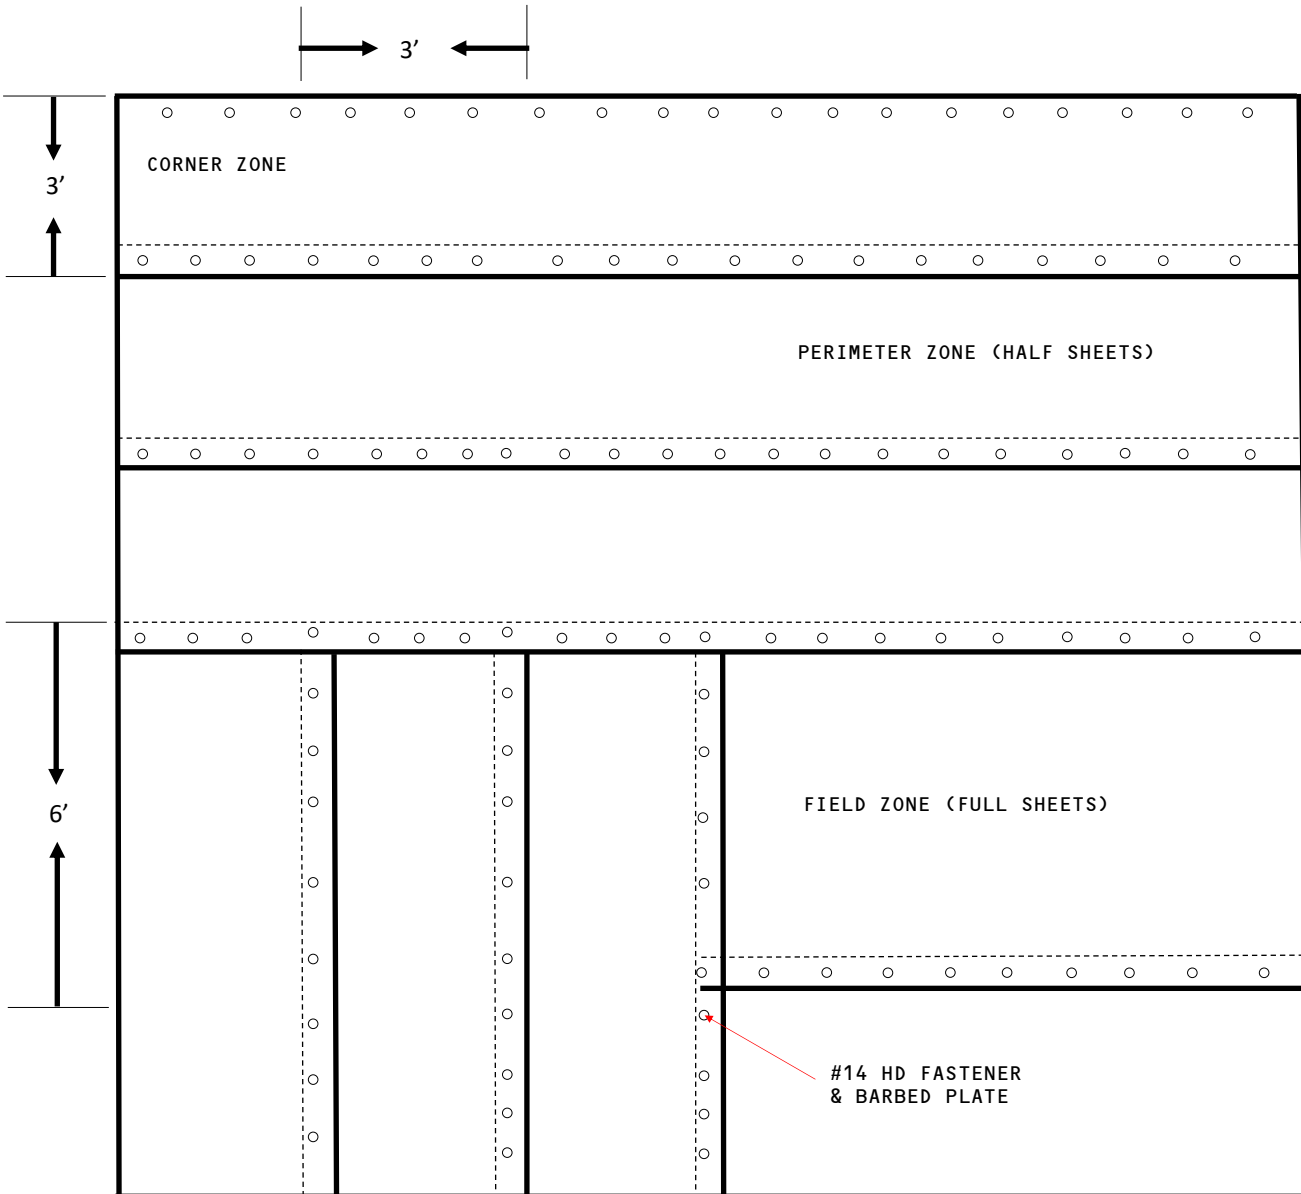 3’
CORNER ZONE
3’
PERIMETER ZONE (HALF SHEETS)
FIELD ZONE (FULL SHEETS)
6’
#14 HD FASTENER
& BARBED PLATE